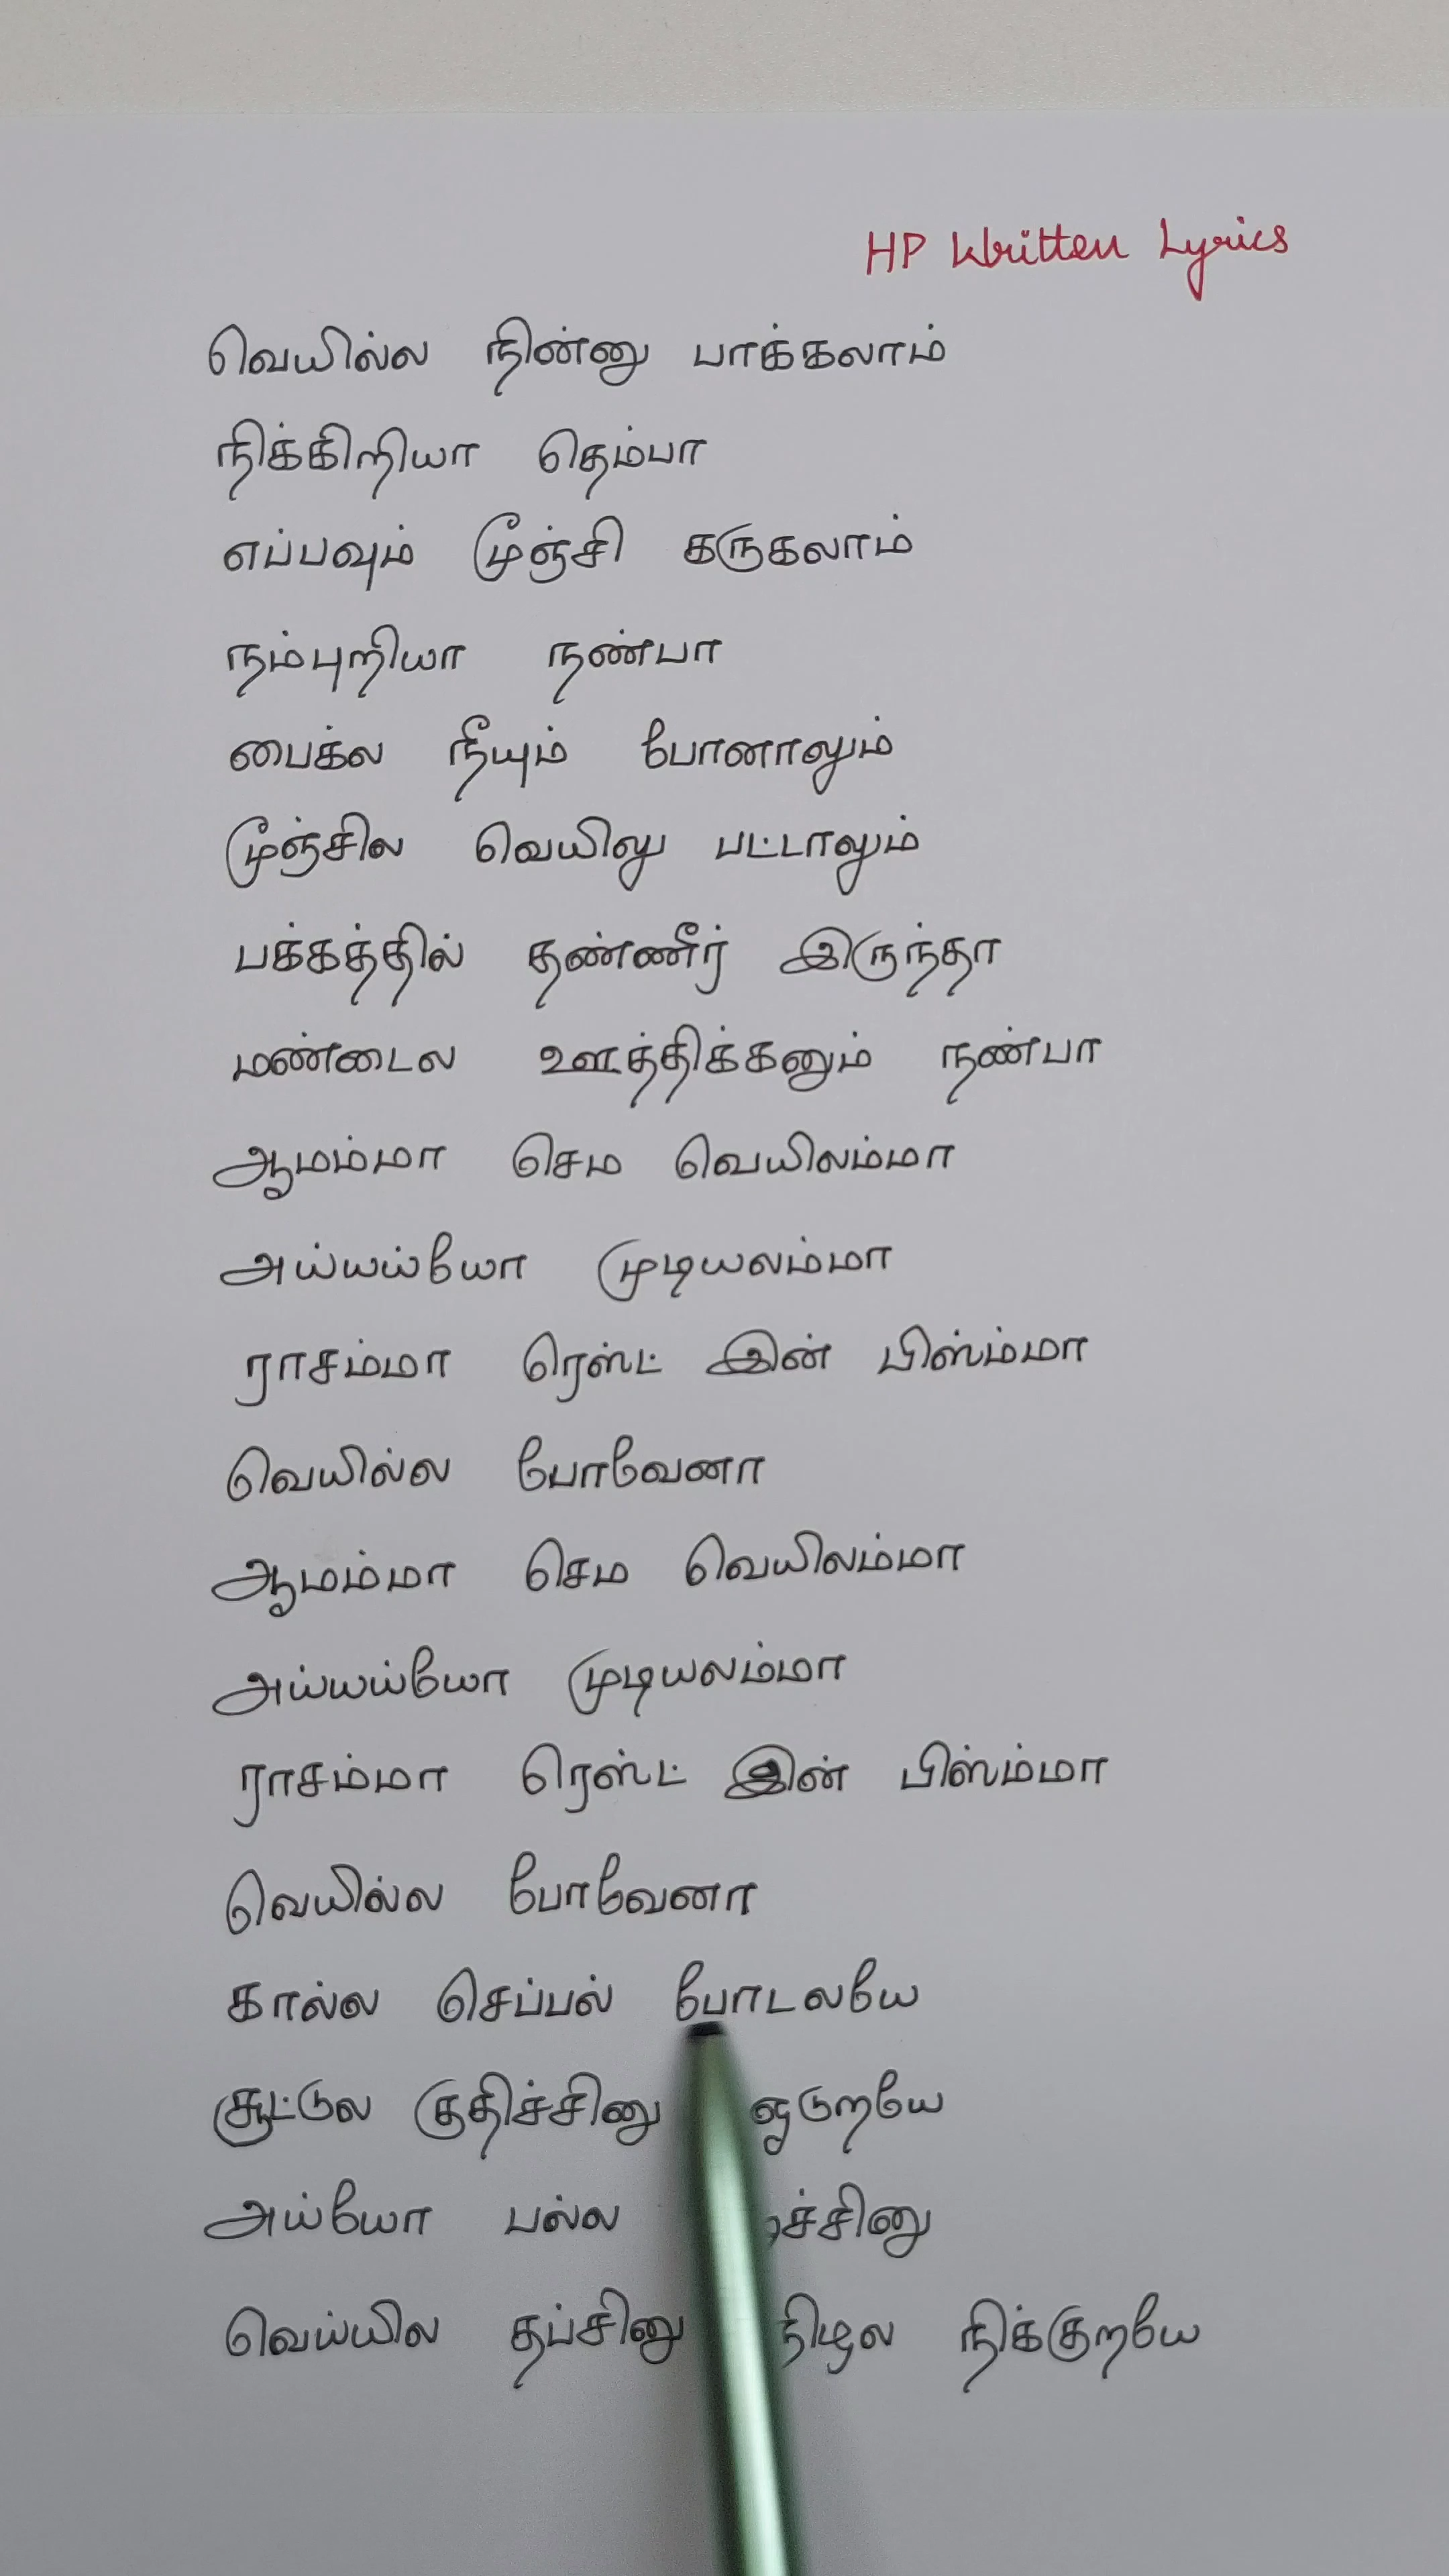 HP Written Lyrics
வெயில்ல நின்னு பாக்கலாம்
நிக்கிறியா தெம்பா
எப்பவும் மூஞ்சி கருகலாம்
நம்புறியா நண்பா
பைக்ல நீயும் போனாலும்
மூஞ்சில வெயிலு பட்டாலும்
பக்கத்தில் தண்ணீர் இருந்தா
மண்டைல ஊத்திக்கனும் நண்பா
ஆமம்மா செம வெயிலம்மா
அய்யய்யோ முடியலம்மா
ராசம்மா ரெஸ்ட் இன் பிஸ்ம்மா
வெயில்ல போவேனா
ஆமம்மா செம வெயிலம்மா
அய்யய்யோ முடியலம்மா
ராசம்மா ரெஸ்ட் இன் பிஸ்ம்மா
வெயில்ல போவேனா
கால்ல செப்பல் போடலயே
சூட்டுல குதிச்சினு ஓடுறயே
அய்யோ பல்ல
வெய்யில தப்சினு நிழல நிக்குறயே